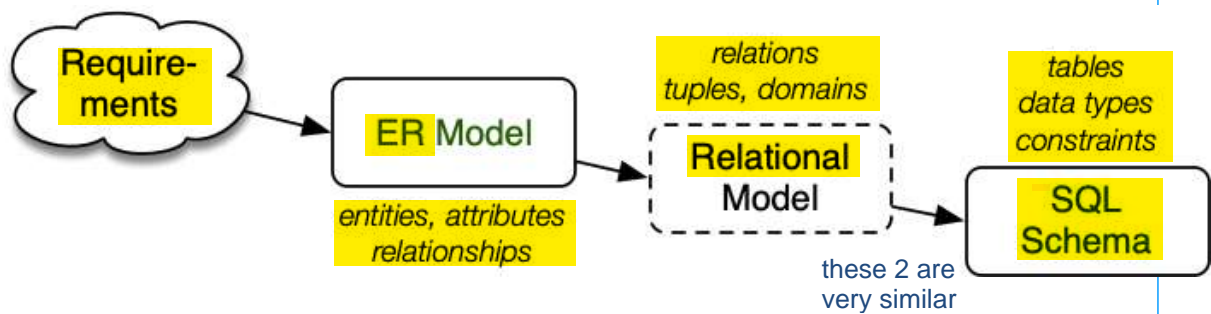 Require-
ments
ER Model
entities, attributes
relationships
relations
tuples, domains
Relational
Model
these 2 are
very similar
tables
data types
constraints
SQL
Schema